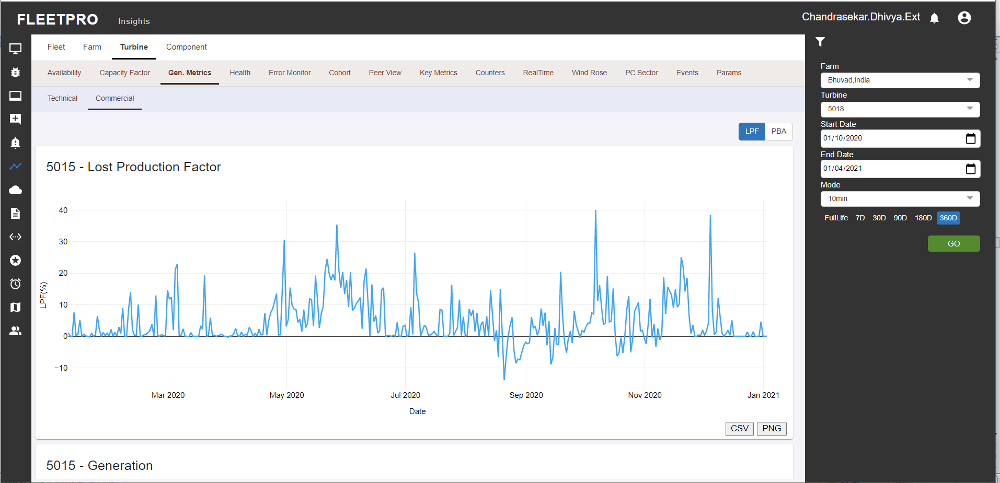 FLEETPRO
Insights
Chandrasekar.Dhivya.Ext
Fleet Farm Turbine Component
Availability Capacity Factor Gen. Metrics Health Error Monitor Cohort Peer View Key Metrics Counters RealTime Wind Rose PC Sector Events Params
Technical Commercial
LPF PBA
5015 - Lost Production Factor
40
30
20
10
0
−10
LPF(%)
Mar 2020 May 2020 Jul 2020 Sep 2020 Nov 2020 Jan 2021
Date
CSV PNG
5015 - Generation
Farm
Bhuvad,India
Turbine
5018
Start Date
01/10/2020
End Date
01/04/2021
Mode
10min
FullLife 7D 30D 90D 180D 360D
GO